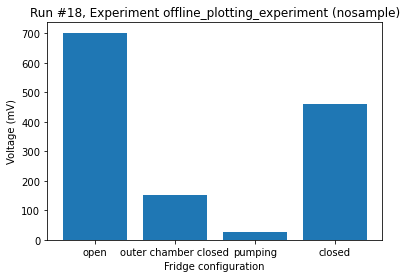 Run #18, Experiment offline_plotting_experiment (nosample)
Voltage (mV)
700
600
500
400
300
200
100
0
open outer chamber closed pumping closed
Fridge configuration